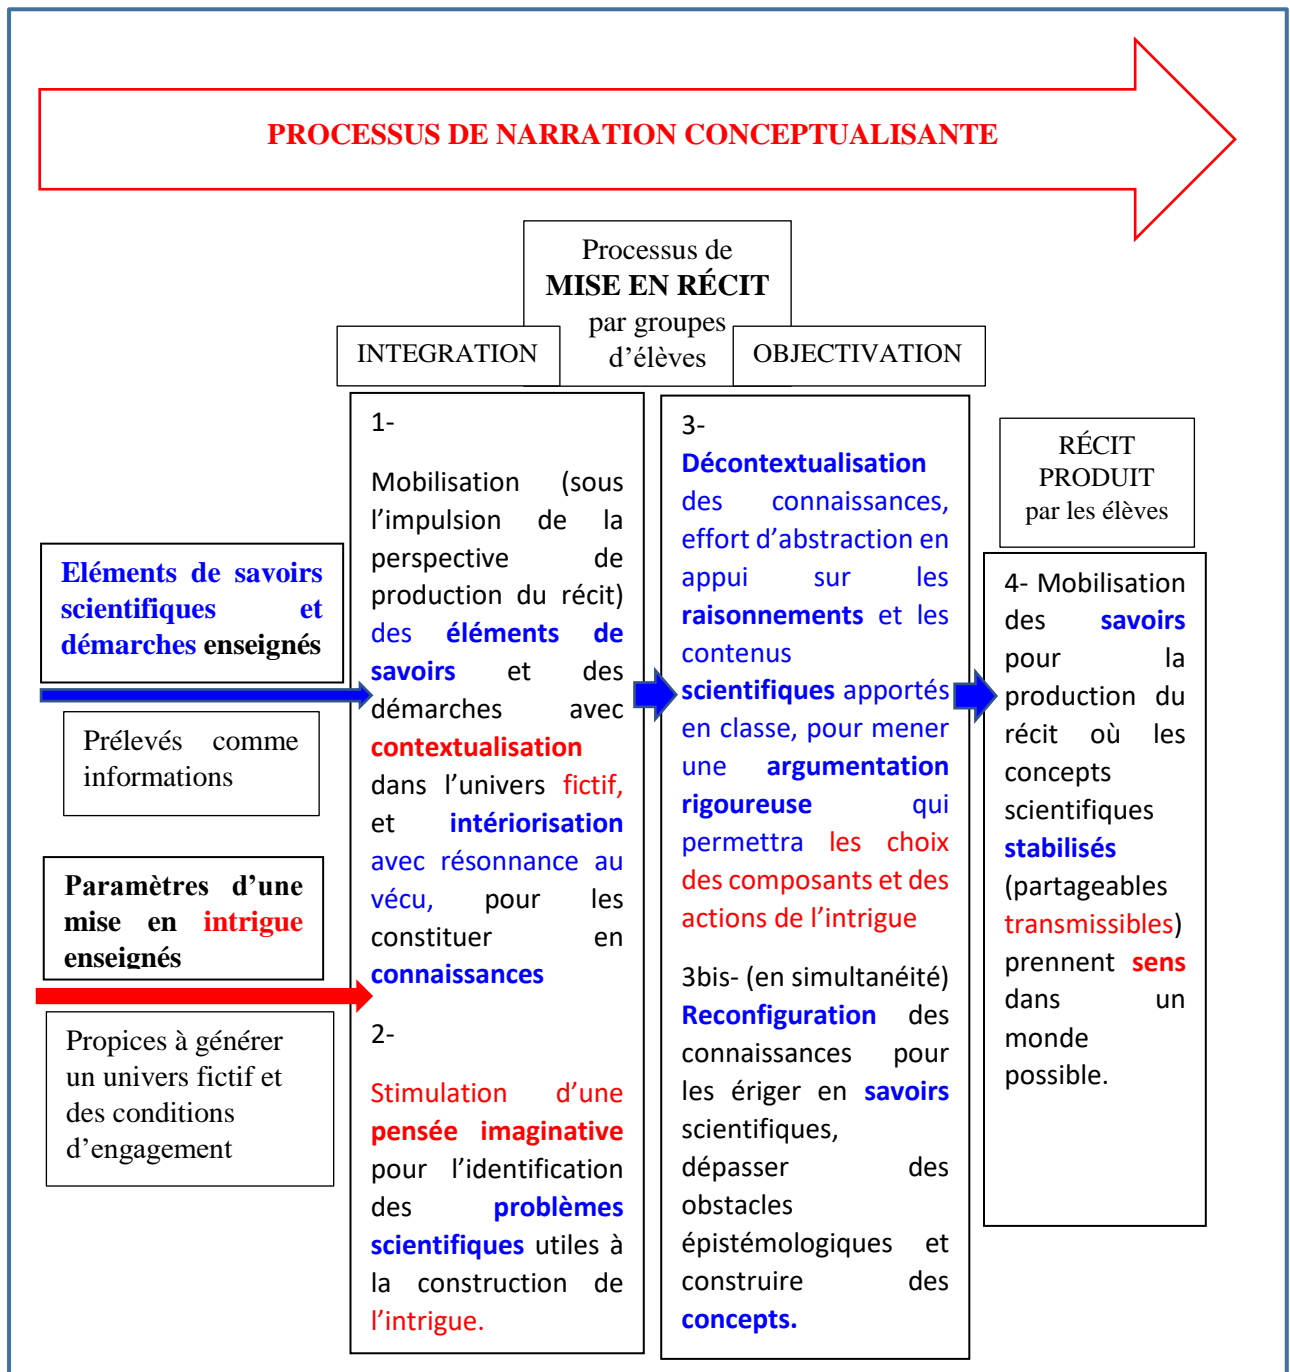 PROCESSUS DE NARRATION CONCEPTUALISANTE
Processus de
MISE EN RÉCIT
par groupes
d’élèves
INTEGRATION
OBJECTIVATION
Eléments de savoirs
scientifiques et
démarches enseignés
Prélevés comme
informations
Paramètres d’une
mise en intrigue
enseignés
Propices à générer
un univers fictif et
des conditions
d’engagement
1-
Mobilisation (sous
l’impulsion de la
perspective de
production du récit)
des éléments de
savoirs et des
démarches avec
contextualisation
dans l’univers fictif,
et intériorisation
avec résonnance au
vécu, pour les
constituer en
connaissances
2-
Stimulation d’une
pensée imaginative
pour l’identification
des problèmes
scientifiques utiles à
la construction de
l’intrigue.
3-
Décontextualisation
des connaissances,
effort d’abstraction en
appui sur les
raisonnements et les
contenus
scientifiques apportés
en classe, pour mener
une argumentation
rigoureuse qui
permettra les choix
des composants et des
actions de l’intrigue
3bis- (en simultanéité)
Reconfiguration des
connaissances pour
les ériger en savoirs
scientifiques,
dépasser des
obstacles
épistémologiques et
construire des
concepts.
RÉCIT
PRODUIT
par les élèves
4- Mobilisation
des savoirs
pour la
production du
récit où les
concepts
scientifiques
stabilisés
(partageables
transmissibles)
prennent sens
dans un
monde
possible.